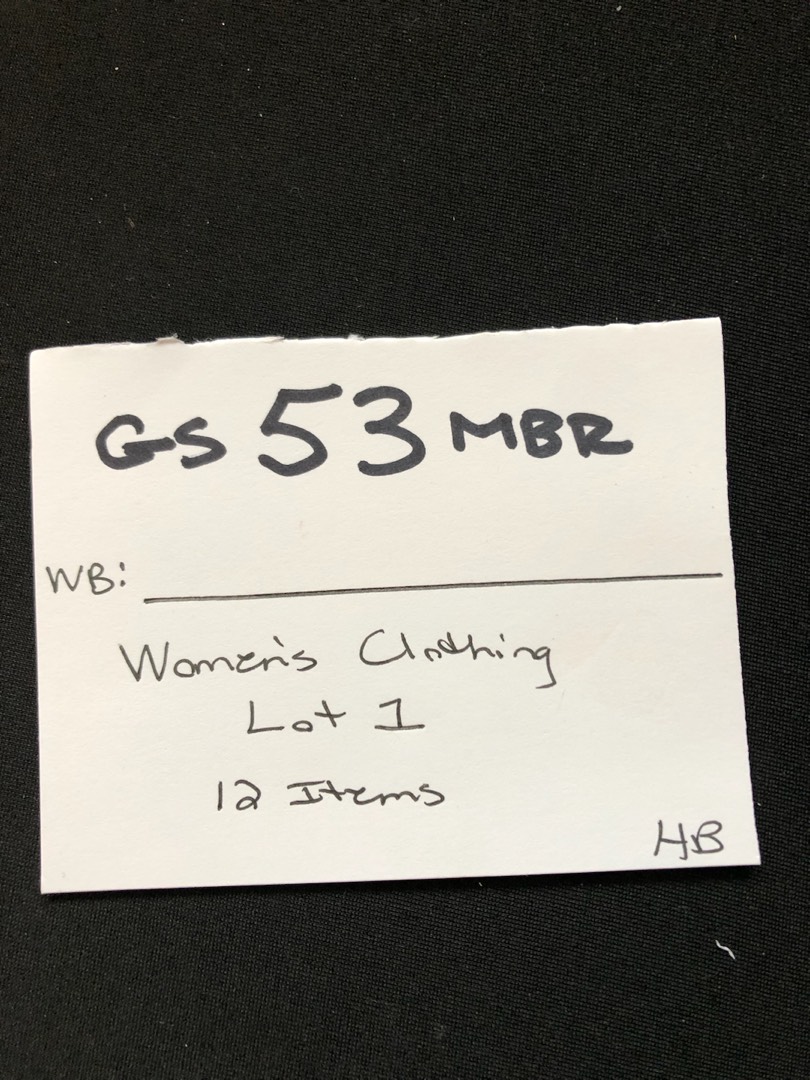 GS 53 MBR
WB:
Women's Clothing
Lot 1
12 Items
HB